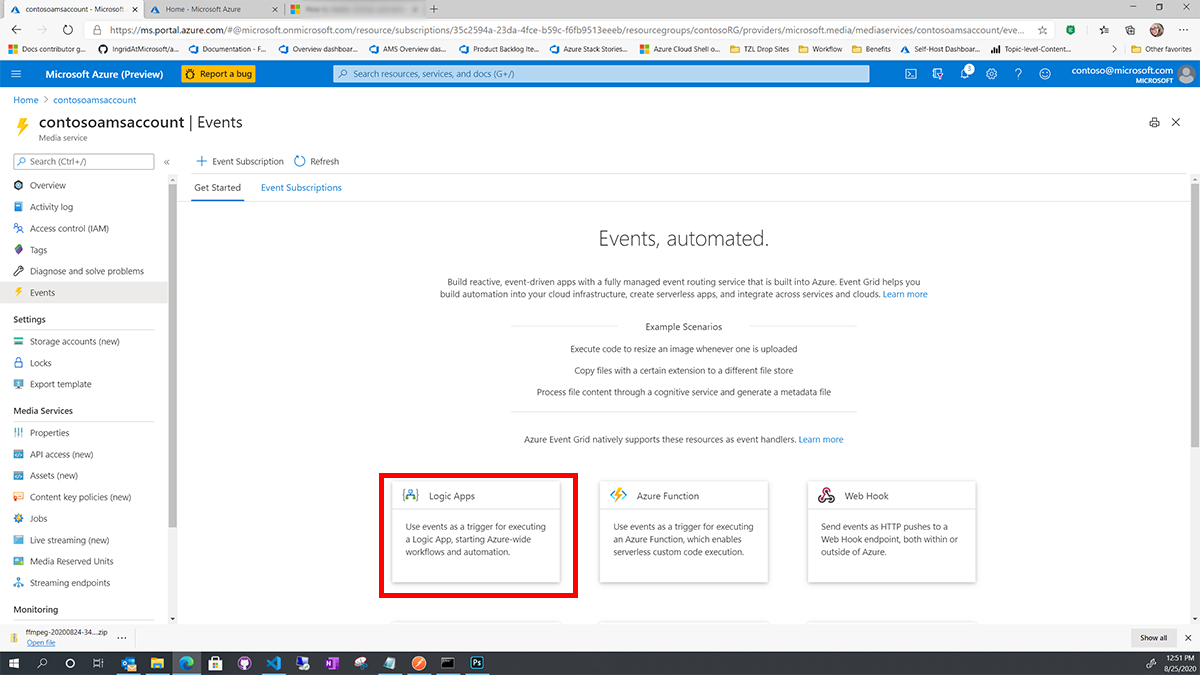 contosoamsaccount - Microsoft
Home - Microsoft Azure
https://ms.portal.azure.com/#@microsoft.onmicrosoft.com/resource/subscriptions/35c2594a-23da-4fce-b59c-f6fb9513eeeb/resourcegroups/contosoRG/providers/microsoft.media/mediaservices/contosoamsaccount/eve...
Docs contributor g...
IngridAtMicrosoft/a...
Documentation - F...
Overview dashboar...
AMS Overview das...
Product Backlog Ite...
Azure Stack Stories...
Azure Cloud Shell o...
TZL Drop Sites
Workflow
Benefits
Self-Host Dashboar...
Topic-level-Content...
Other favorites
Microsoft Azure (Preview)
Report a bug
Search resources, services, and docs (G+/)
3
contoso@microsoft.com
MICROSOFT
Home > contosoamsaccount
contosoamsaccount | Events
Media service
Search (Ctrl+/)
«
Event Subscription
Refresh
Get Started
Event Subscriptions
Overview
Activity log
Access control (IAM)
Tags
Diagnose and solve problems
Events
Settings
Storage accounts (new)
Locks
Export template
Media Services
Properties
API access (new)
Assets (new)
Content key policies (new)
Jobs
Live streaming (new)
Media Reserved Units
Streaming endpoints
Monitoring
Events, automated.
Build reactive, event-driven apps with a fully managed event routing service that is built into Azure. Event Grid helps you
build automation into your cloud infrastructure, create serverless apps, and integrate across services and clouds. Learn more
Example Scenarios
Execute code to resize an image whenever one is uploaded
Copy files with a certain extension to a different file store
Process file content through a cognitive service and generate a metadata file
Azure Event Grid natively supports these resources as event handlers. Learn more
Logic Apps
Use events as a trigger for executing
a Logic App, starting Azure-wide
workflows and automation.
Azure Function
Use events as a trigger for executing
an Azure Function, which enables
serverless custom code execution.
Web Hook
Send events as HTTP pushes to a
Web Hook endpoint, both within or
outside of Azure.
ffmpeg-20200824-34....zip
Open file
Show all
Ps
12:51 PM
8/25/2020